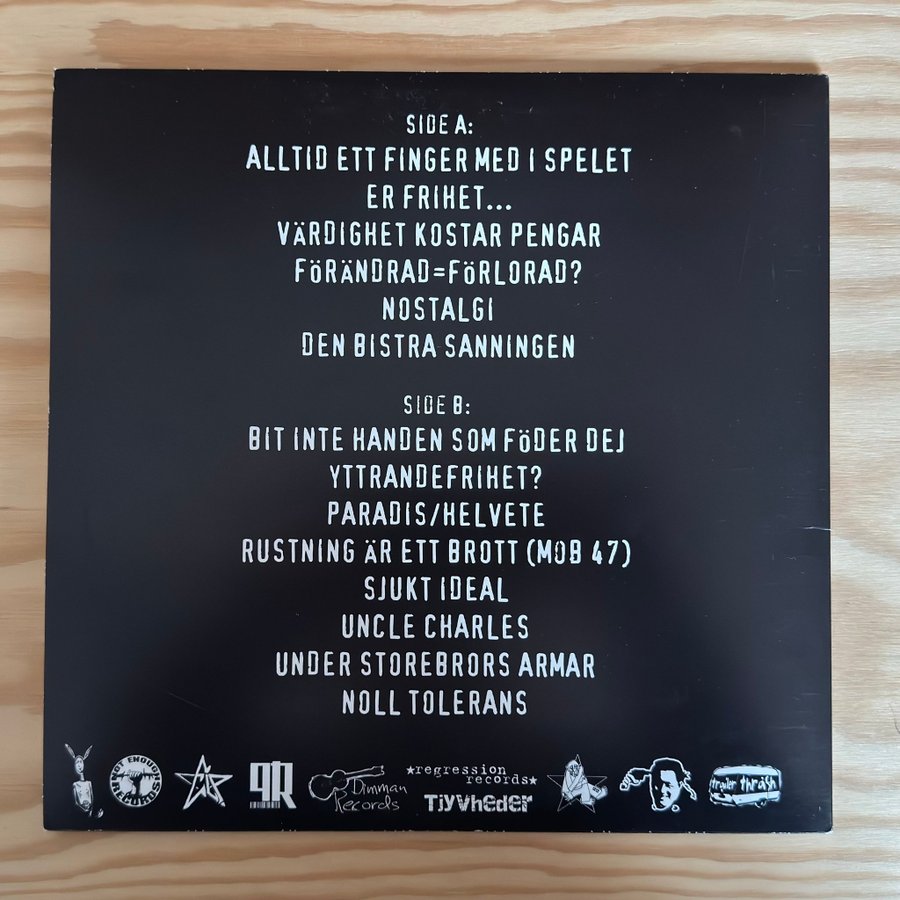 SIDE A:
ALLTID ETT FINGER MED I SPELET
ER FRIHET...
VÄRDIGHET KOSTAR PENGAR
FÖRÄNDRAD=FÖRLORAD?
NOSTALGI
DEN BISTRA SANNINGEN
SIDE B:
BIT INTE HANDEN SOM FÖDER DEJ
YTTRANDEFRIHET?
PARADIS/HELVETE
RUSTNING ÄR ETT BROTT (MOB 47)
SJUKT IDEAL
UNCLE CHARLES
UNDER STOREBRORS ARMAR
NOLL TOLERANS
NOT ENOUGH RECORDS
Dimman
Records
*regression
records*
TiYVheder
trailer thrash